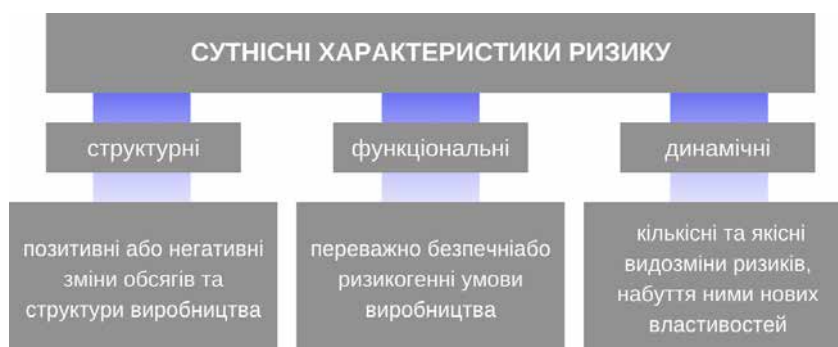 СУТНІСНІ ХАРАКТЕРИСТИКИ РИЗИКУ
структурні
функціональні
динамічні
позитивні або негативні
зміни обсягів та
структури виробництва
переважно безпечніабо
ризикогенні умови
виробництва
кількісні та якісні
видозміни ризиків,
набуття ними нових
властивостей